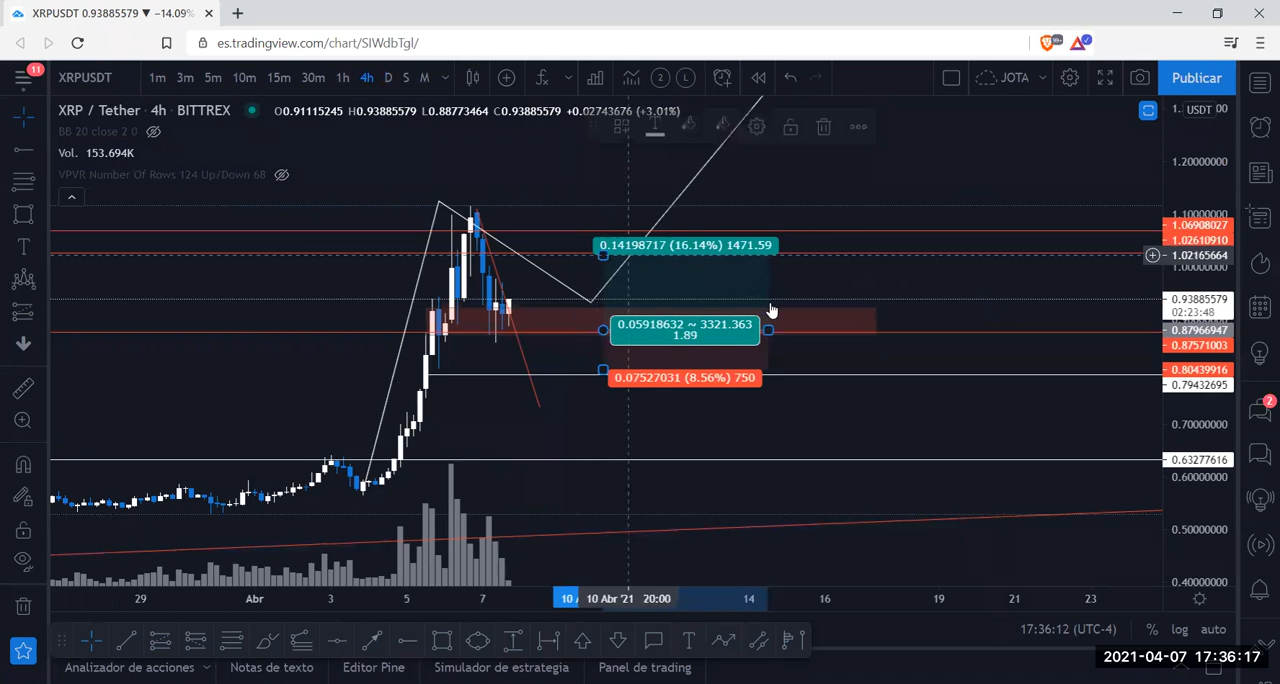 XRPUSDT 0.93885579 ▼ −14.09%
es.tradingview.com/chart/SIWdbTgl/
99+
11
XRPUSDT 1m 3m 5m 10m 15m 30m 1h 4h D S M 2 L JOTA Publicar
XRP / Tether · 4h · BITTREX O0.91115245 H0.93885579 L0.88773464 C0.93885579 +0.02743676 (+3.01%)
BB 20 close 2 0
Vol. 153.694K
VPVR Number Of Rows 124 Up/Down 68
USDT
1.20000000
1.10000000
1.06908027
1.02610910
1.02165664
1.00000000
0.93885579
02:23:48
0.87966947
0.87571003
0.80439916
0.79432695
0.70000000
0.63277616
0.60000000
0.50000000
0.40000000
0.14198717 (16.14%) 1471.59
0.05918632 ~ 3321.363
1.89
0.07527031 (8.56%) 750
2
29 Abr 3 5 7 10 Abr '21 20:00 14 16 19 21 23
17:36:12 (UTC-4) % log auto
Analizador de acciones Notas de texto Editor Pine Simulador de estrategia Panel de trading
2021-04-07 17:36:17